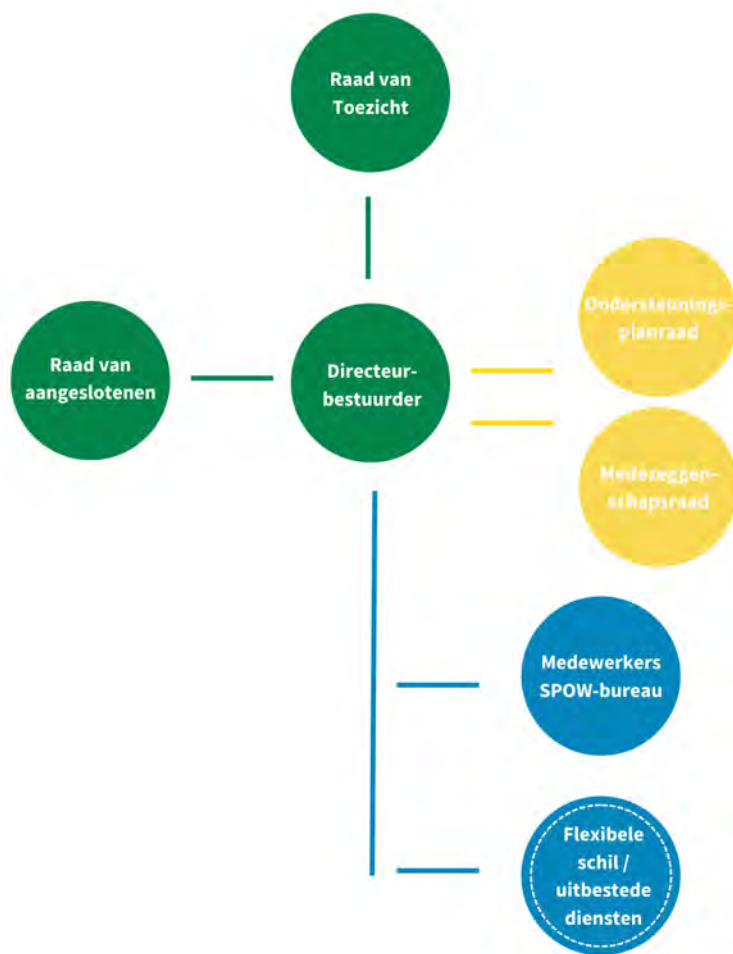 Raad van
Toezicht
Raad van
aangeslotenen
Directeur-
bestuurder
Ondersteunings-
planraad
Medezeggen-
schapsraad
Medewerkers
SPOW-bureau
Flexibele
schil /
uitbestede
diensten